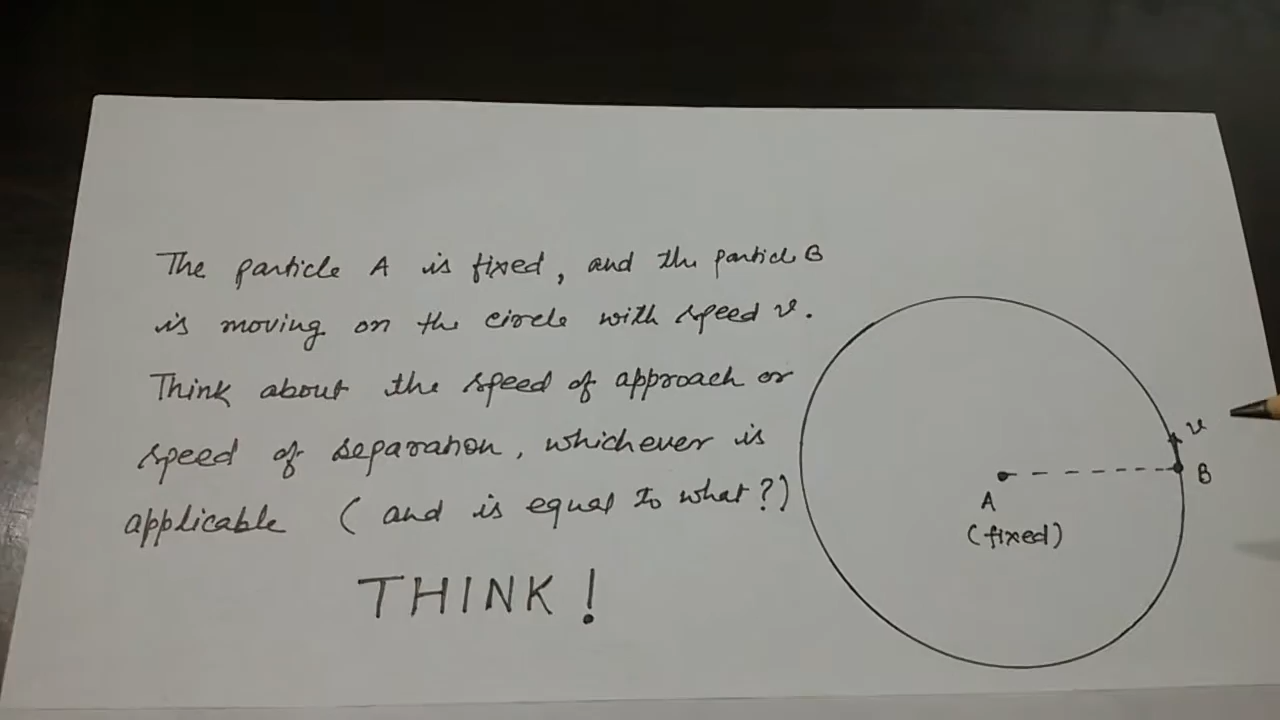 The particle A is fixed, and the particle B
is moving on the circle with speed v.
Think about the speed of approach or
speed of separation, whichever is
applicable ( and is equal to what?)
THINK!
v
B
A
(fixed)